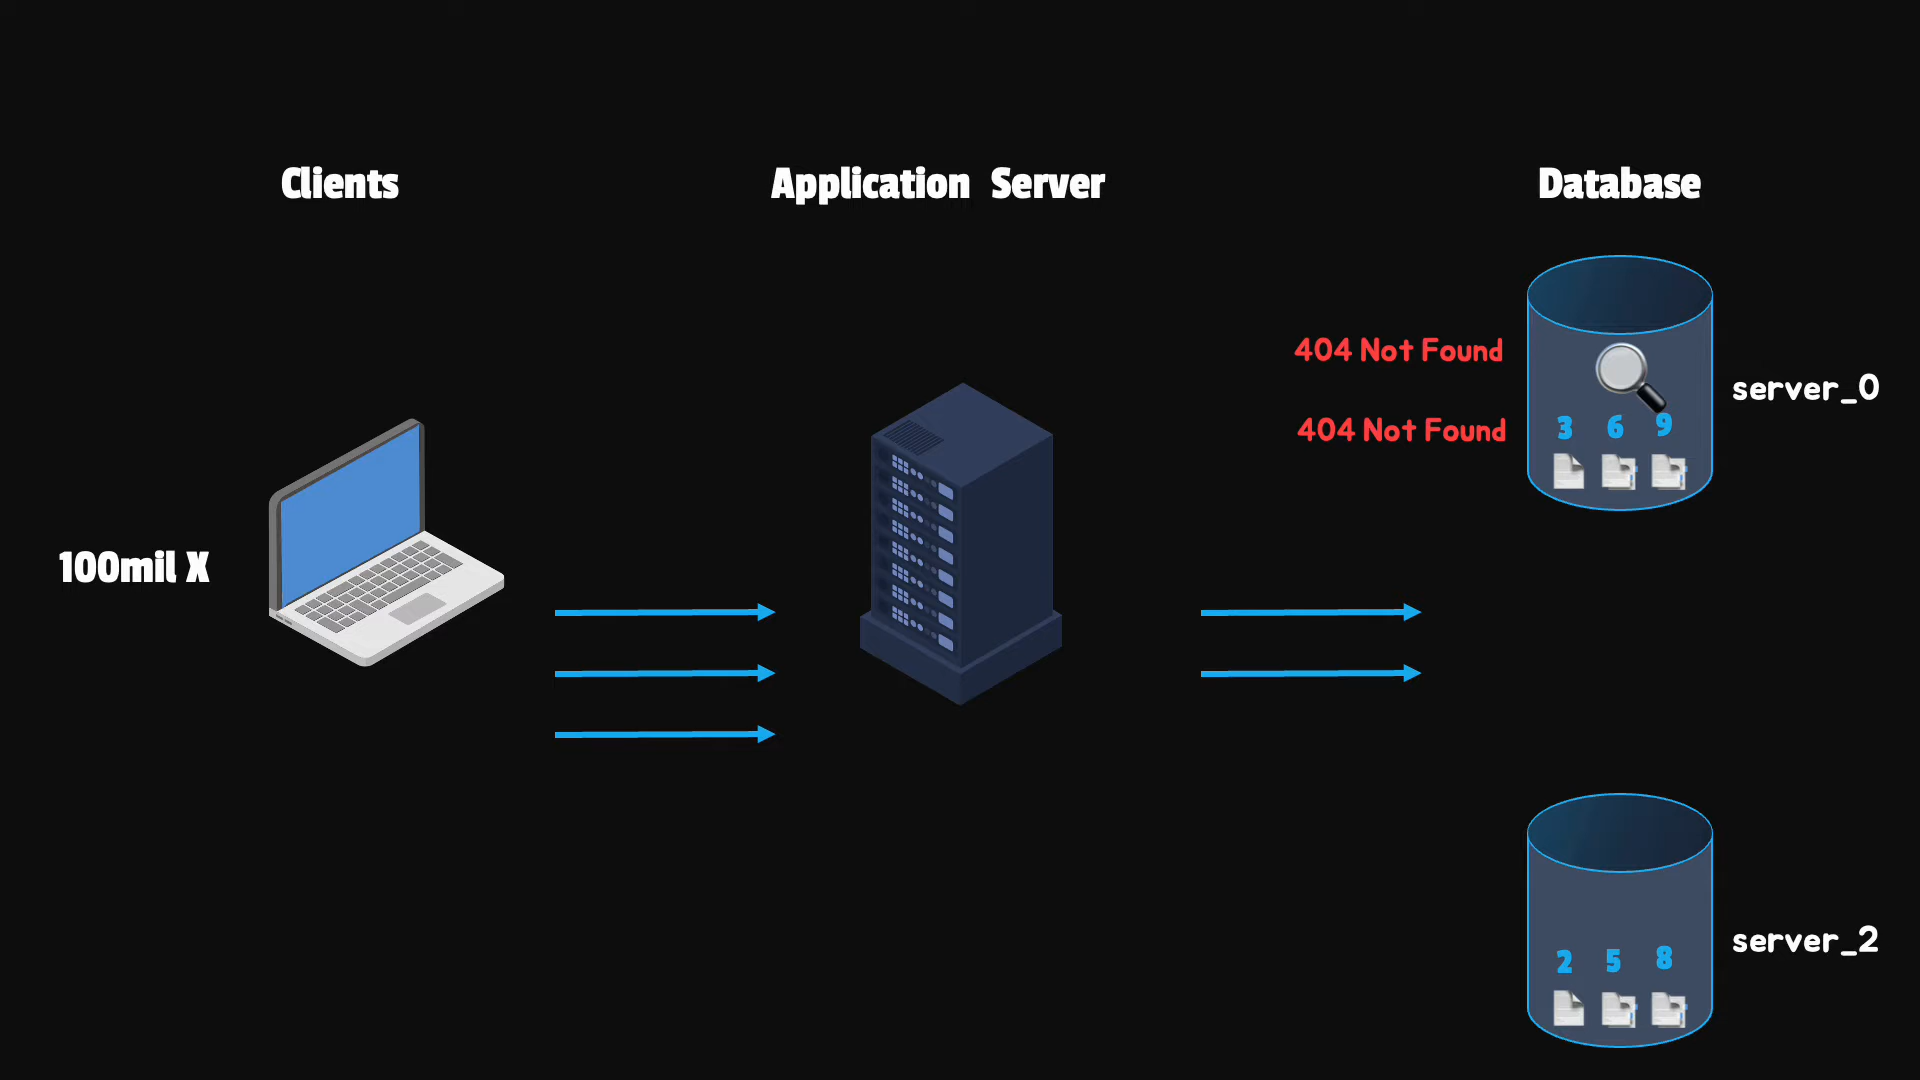 Clients
Application Server
Database
404 Not Found
server_0
404 Not Found
3 6 9
100mil X
server_2
2 5 8